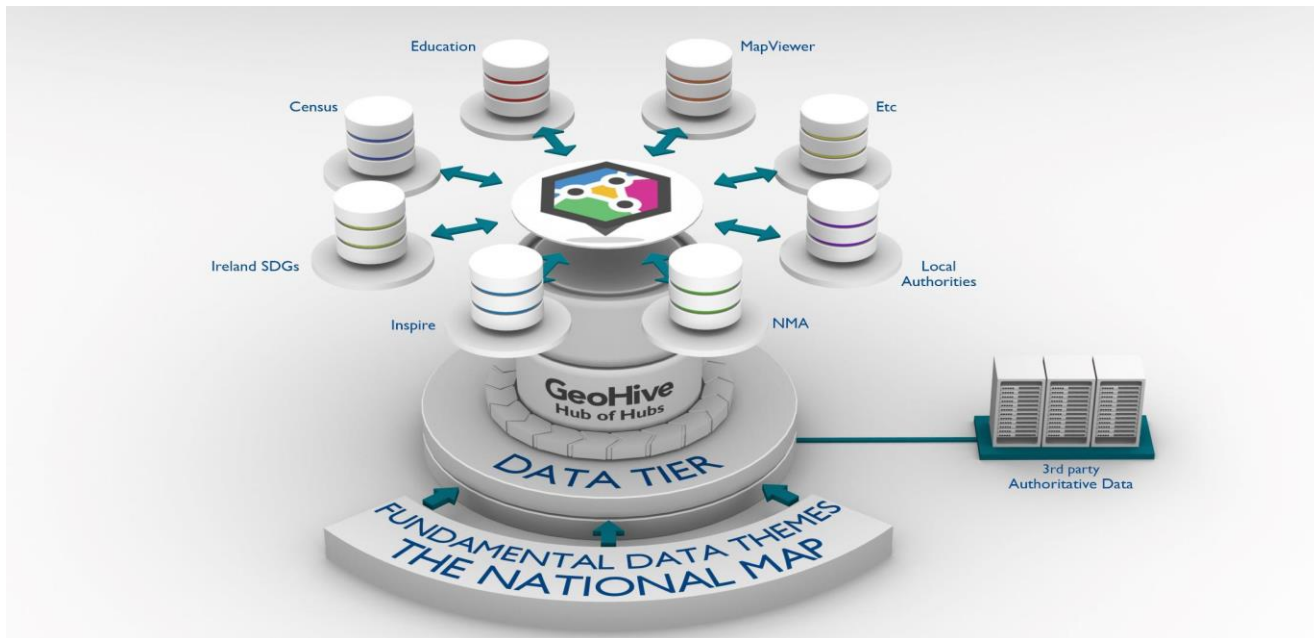 Education
MapViewer
Census
Etc
Ireland SDGs
Local
Authorities
Inspire
NMA
GeoHive
Hub of Hubs
DATA TIER
3rd party
Authoritative Data
FUNDAMENTAL DATA THEMES
THE NATIONAL MAP